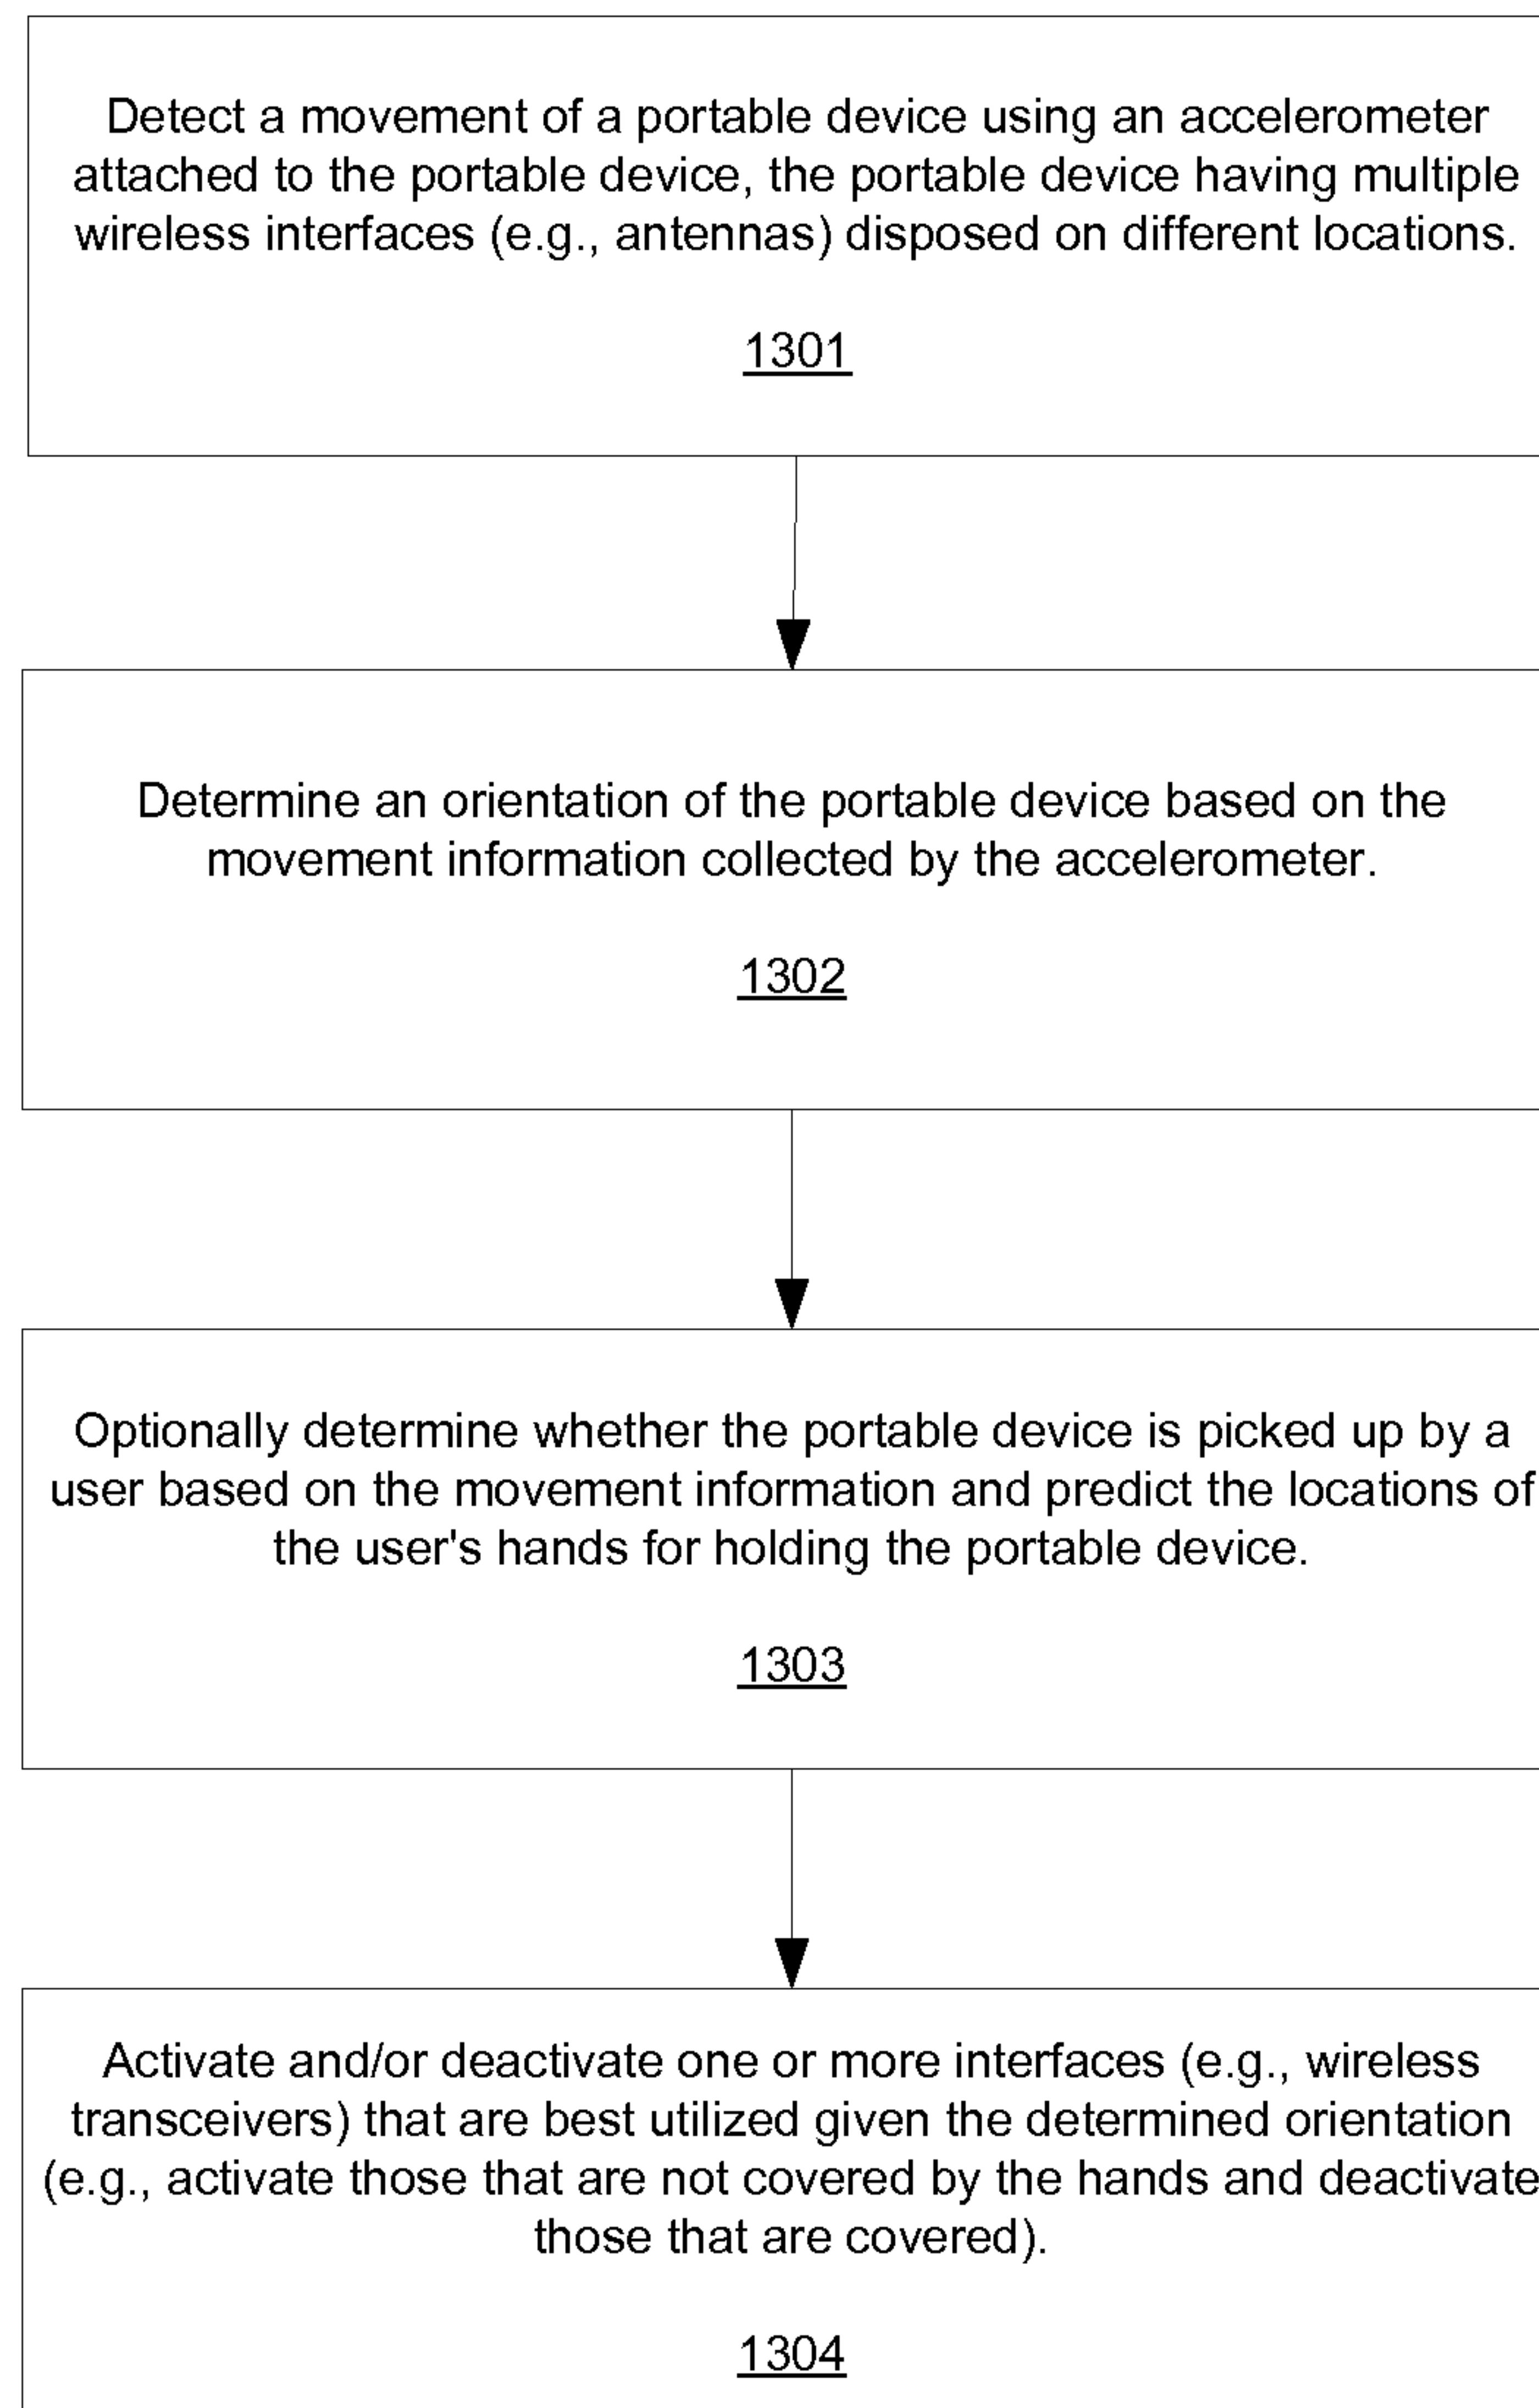 Detect a movement of a portable device using an accelerometer
attached to the portable device, the portable device having multiple
wireless interfaces (e.g., antennas) disposed on different locations.
1301
Determine an orientation of the portable device based on the
movement information collected by the accelerometer.
1302
Optionally determine whether the portable device is picked up by a
user based on the movement information and predict the locations of
the user's hands for holding the portable device.
1303
Activate and/or deactivate one or more interfaces (e.g., wireless
transceivers) that are best utilized given the determined orientation
(e.g., activate those that are not covered by the hands and deactivate
those that are covered).
1304